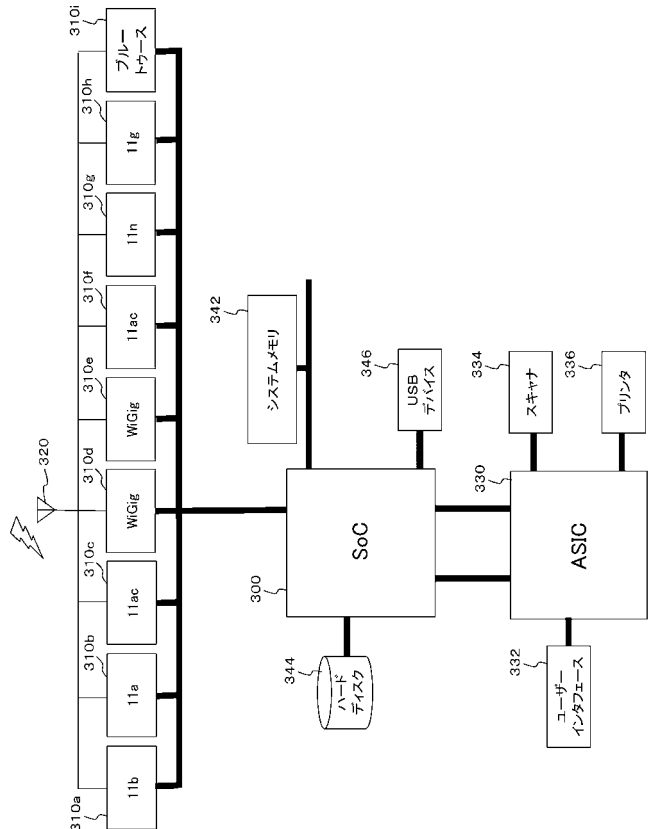 320
310a
11b
310b
11a
310c
11ac
310d
WiGig
310e
WiGig
310f
11ac
310g
11n
310h
11g
310i
ブルー
トゥース
342
システムメモリ
300
SoC
344
ハード
ディスク
346
USB
デバイス
330
ASIC
332
ユーザー
インタフェース
334
スキャナ
336
プリンタ